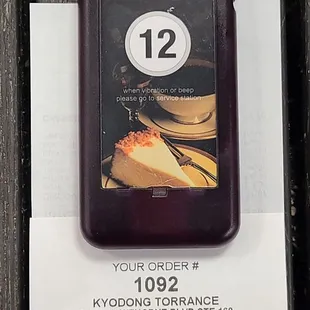 12
when vibration or beep
please go to service station
YOUR ORDER #
1092
KYODONG TORRANCE